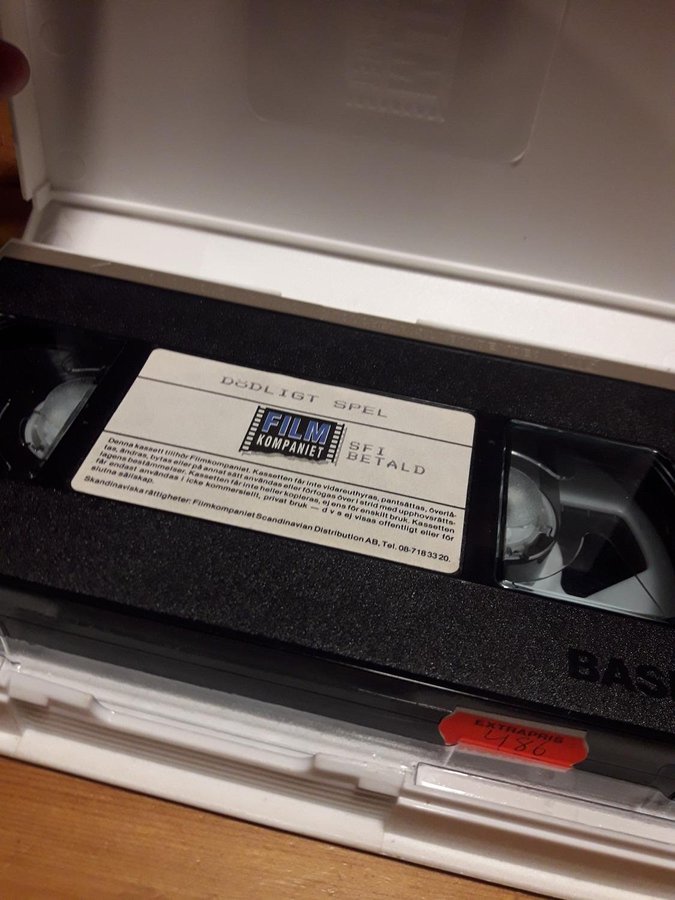 DÖDLIGT SPEL
FILM
KOMPANIET
SFI
BETALD
Denna kassett tillhör Filmkompaniet. Kassetten får inte vidareuthyras, pantsättas, överlå-
tas, ändras, bytas eller på annat sätt användas eller förfogas över i strid med upphovsrätts-
lagens bestämmelser. Kassetten får inte heller kopieras, ej ens för enskilt bruk. Kassetten
får endast användas i icke kommersiellt, privat bruk — d v s ej visas offentligt eller för
slutna sällskap.
Skandinaviska rättigheter: Filmkompaniet Scandinavian Distribution AB, Tel. 08-718 33 20.
BAS
EXTRAPRIS
486